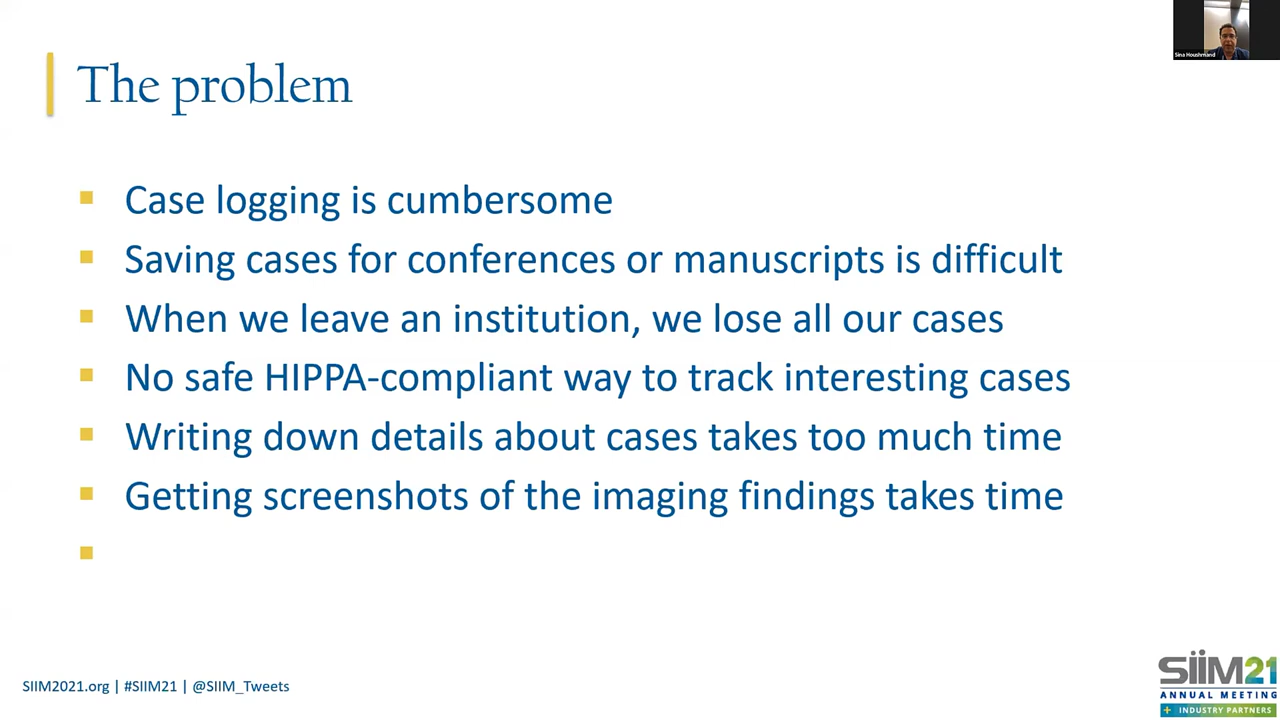 Sina Houshmand
The problem
Case logging is cumbersome
Saving cases for conferences or manuscripts is difficult
When we leave an institution, we lose all our cases
No safe HIPPA-compliant way to track interesting cases
Writing down details about cases takes too much time
Getting screenshots of the imaging findings takes time
SIIM2021.org | #SIIM21 | @SIIM_Tweets
SiiM21
ANNUAL MEETING
+ INDUSTRY PARTNERS